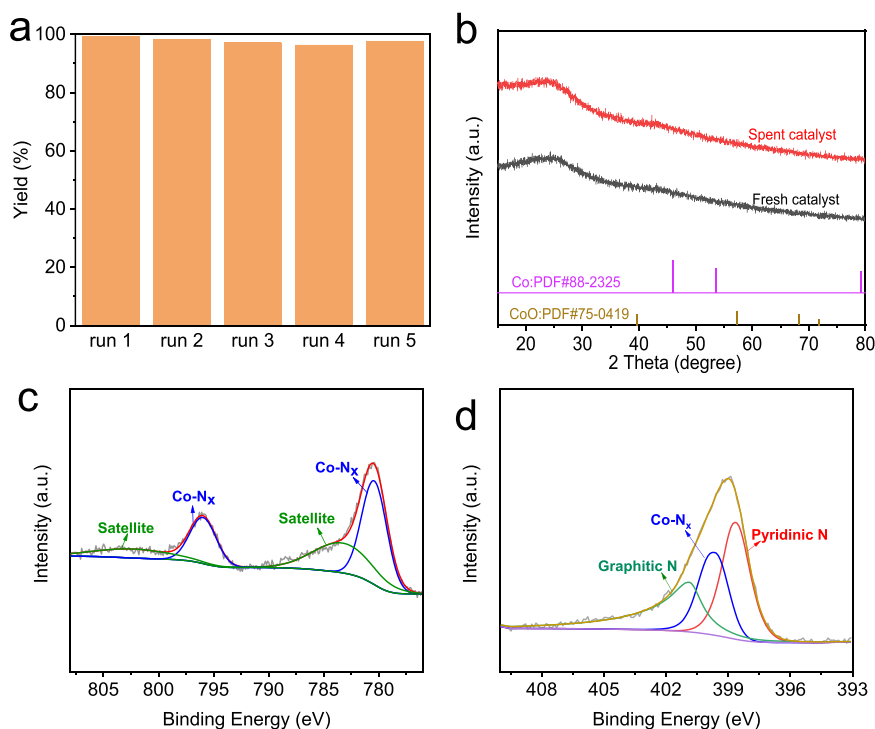 a
100
80
60
40
20
0
Yield (%)
run 1 run 2 run 3 run 4 run 5
b
Intensity (a.u.)
Spent catalyst
Fresh catalyst
Co:PDF#88-2325
CoO:PDF#75-0419
20 30 40 50 60 70 80
2 Theta (degree)
c
Intensity (a.u.)
Satellite
Co-Nx
Satellite
Co-Nx
805 800 795 790 785 780
Binding Energy (eV)
d
Intensity (a.u.)
Graphitic N
Co-Nx
Pyridinic N
408 405 402 399 396 393
Binding Energy (eV)